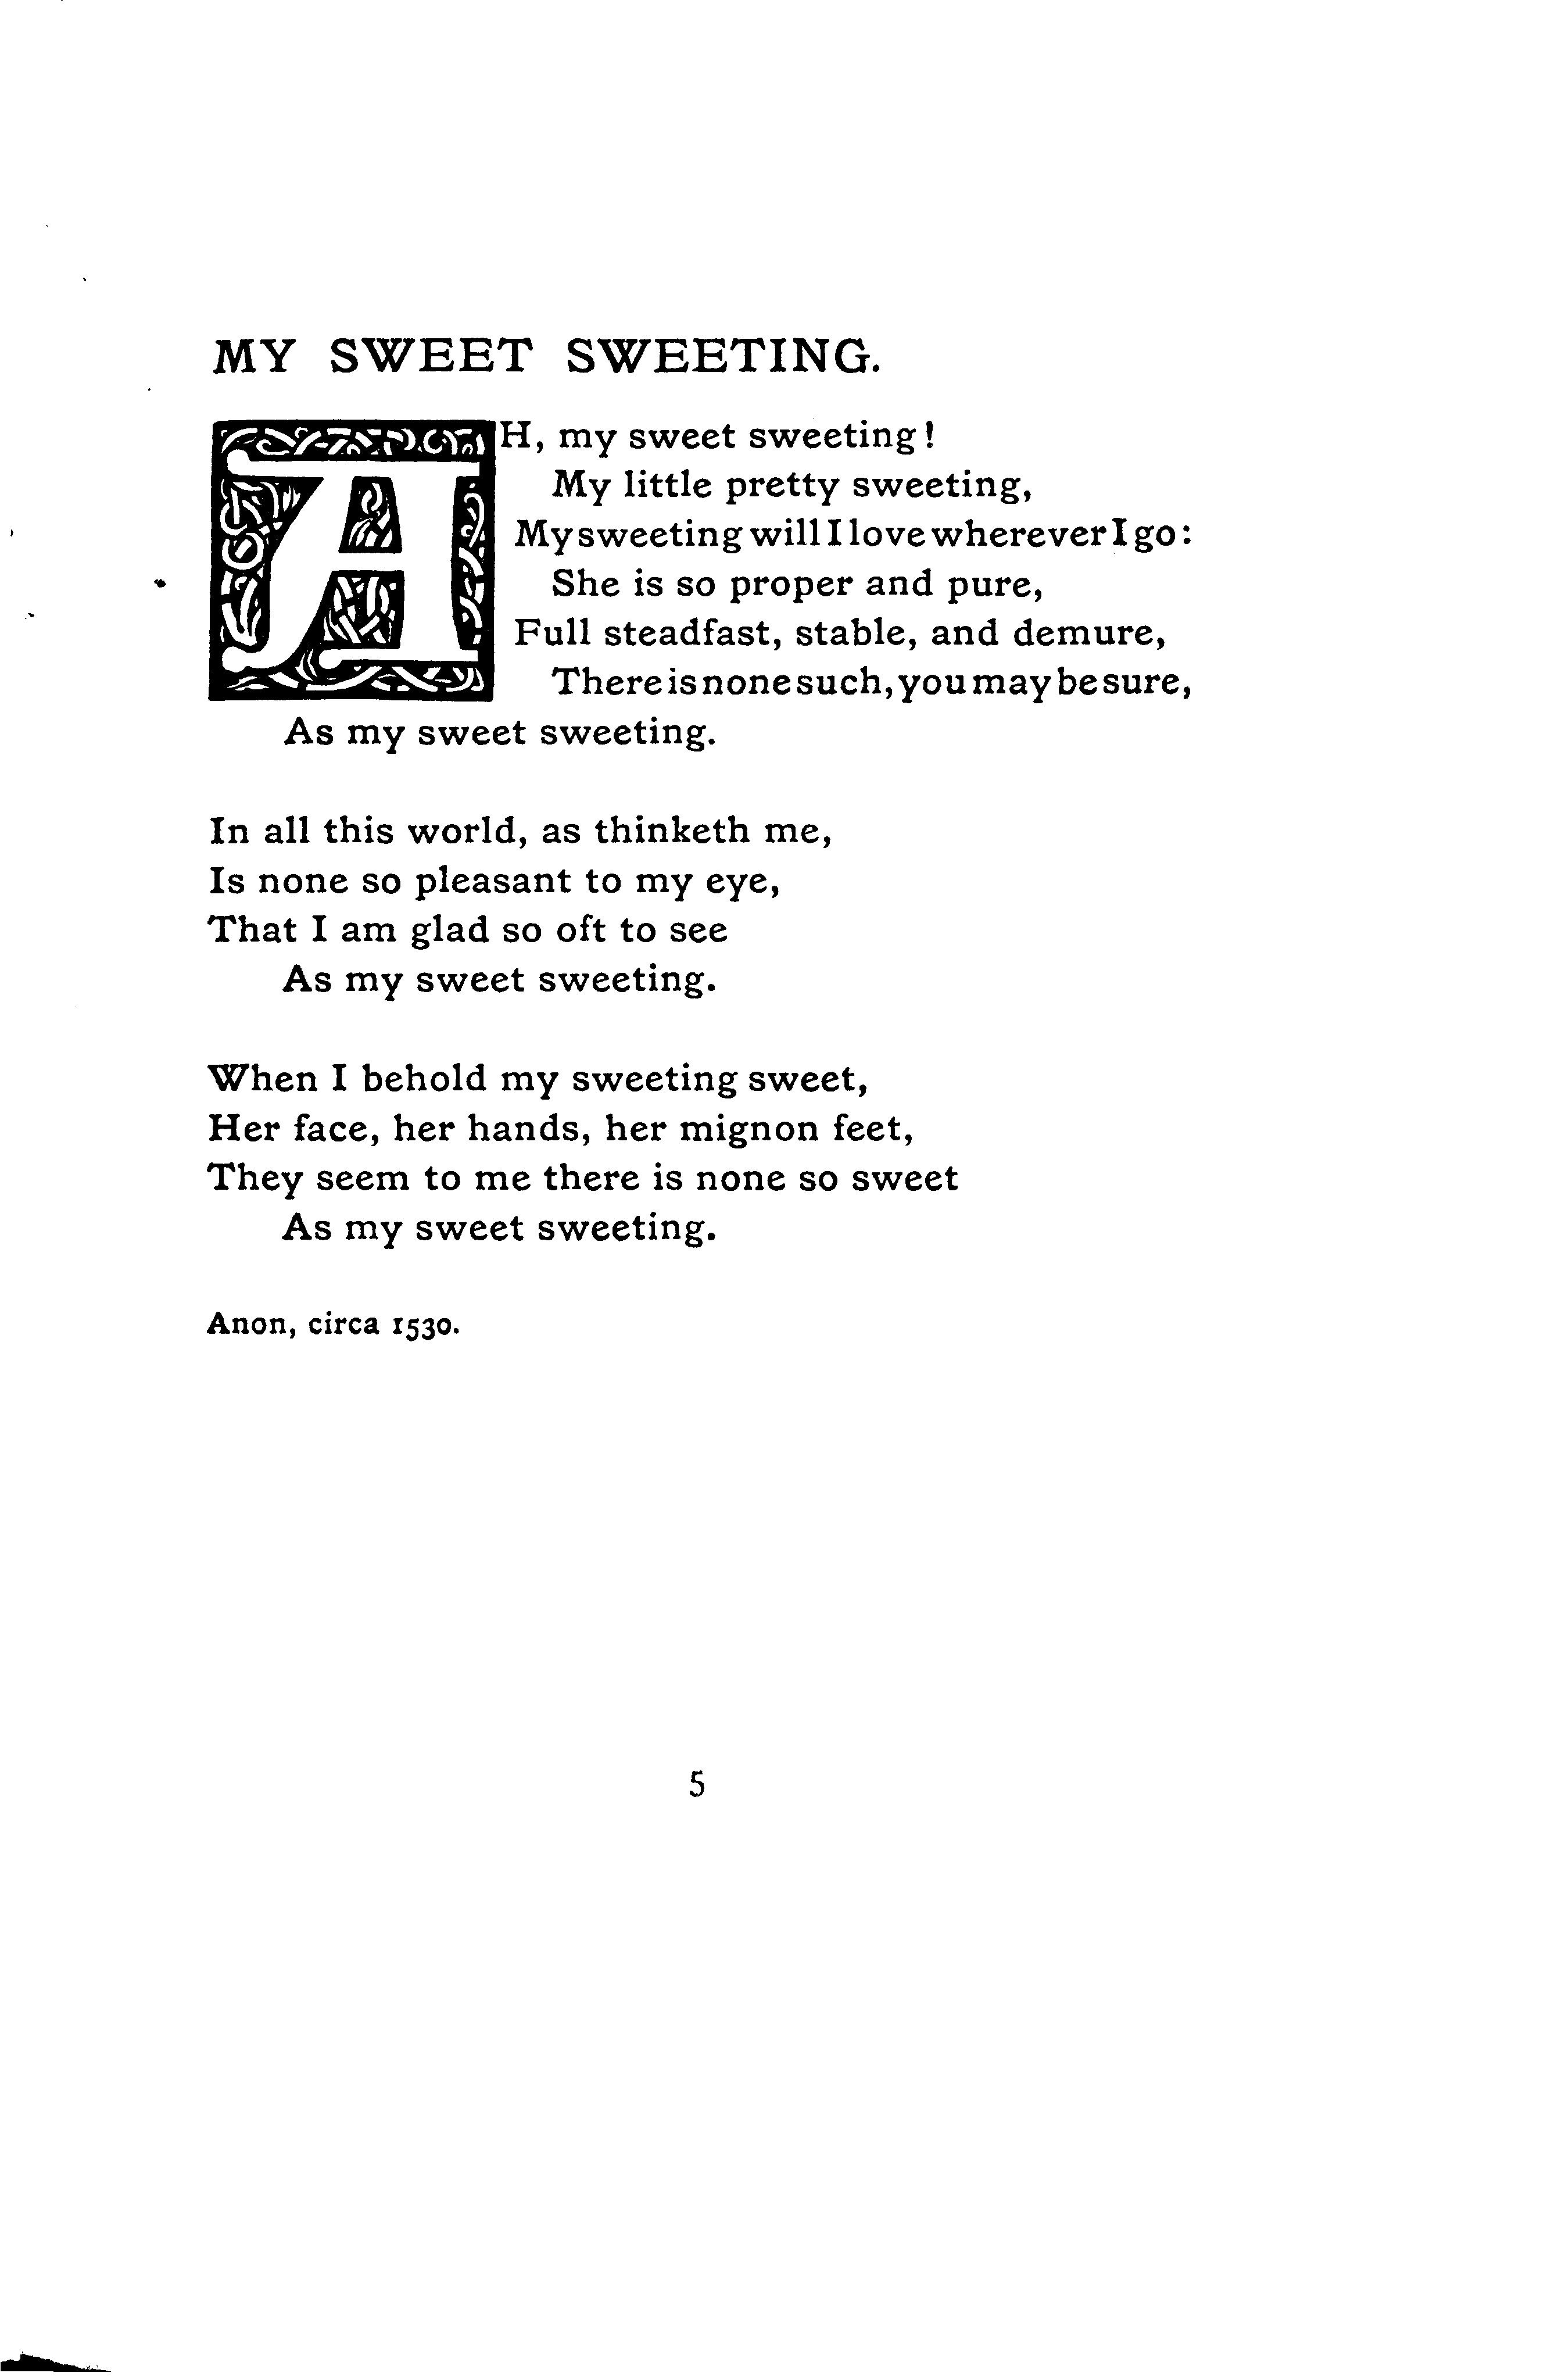 MY SWEET SWEETING.
AH, my sweet sweeting!
My little pretty sweeting,
My sweeting will I love wherever I go:
She is so proper and pure,
Full steadfast, stable, and demure,
There is none such, you may be sure,
As my sweet sweeting.
In all this world, as thinketh me,
Is none so pleasant to my eye,
That I am glad so oft to see
As my sweet sweeting.
When I behold my sweeting sweet,
Her face, her hands, her mignon feet,
They seem to me there is none so sweet
As my sweet sweeting.
Anon, circa 1530.
5